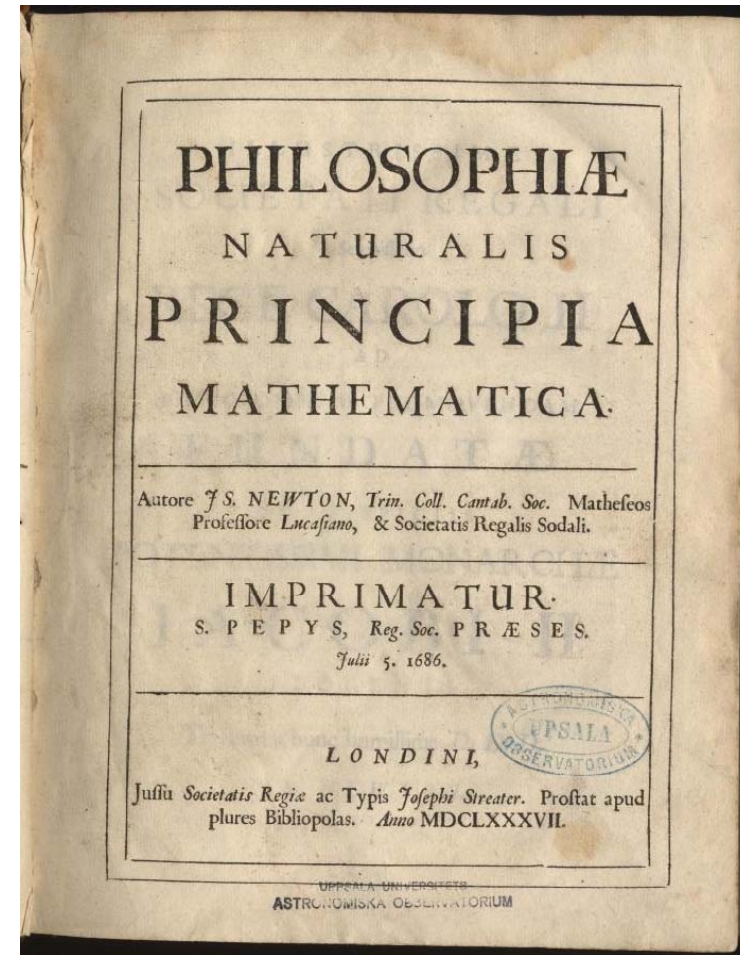 PHILOSOPHIÆ
NATURALIS
PRINCIPIA
MATHEMATICA.
Autore J S. NEWTON, Trin. Coll. Cantab. Soc. Matheſeos
Profeſſore Lucaſiano, & Societatis Regalis Sodali.
IMPRIMATUR.
S. PEPYS, Reg. Soc. PRÆSES.
Julii 5. 1686.
ASTRONOMISKA
UPSALA
OBSERVATORIUM
LONDINI,
Juſſu Societatis Regiæ ac Typis Joſephi Streater. Proſtat apud
plures Bibliopolas. Anno MDCLXXXVII.
UPPSALA UNIVERSITETS
ASTRONOMISKA OBSERVATORIUM